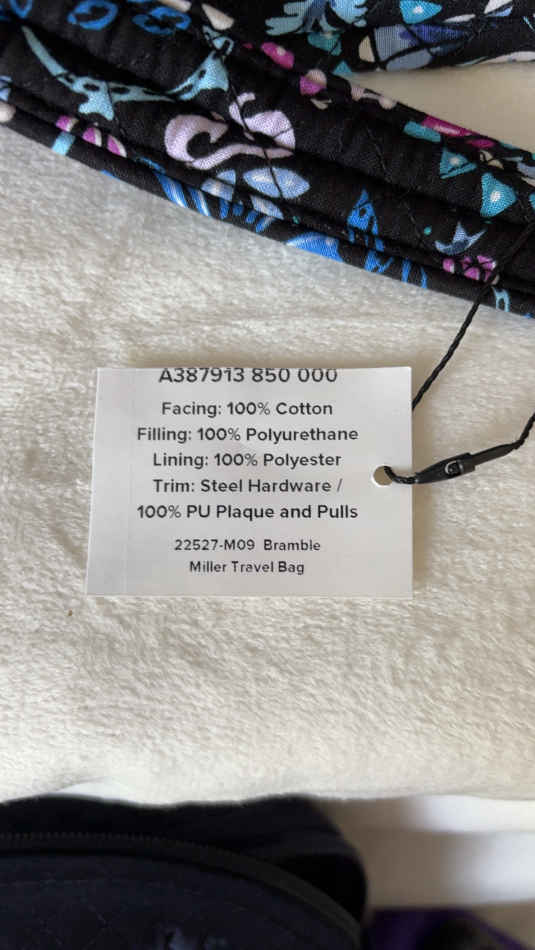 A387913 850 000
Facing: 100% Cotton
Filling: 100% Polyurethane
Lining: 100% Polyester
Trim: Steel Hardware /
100% PU Plaque and Pulls
22527-M09 Bramble
Miller Travel Bag